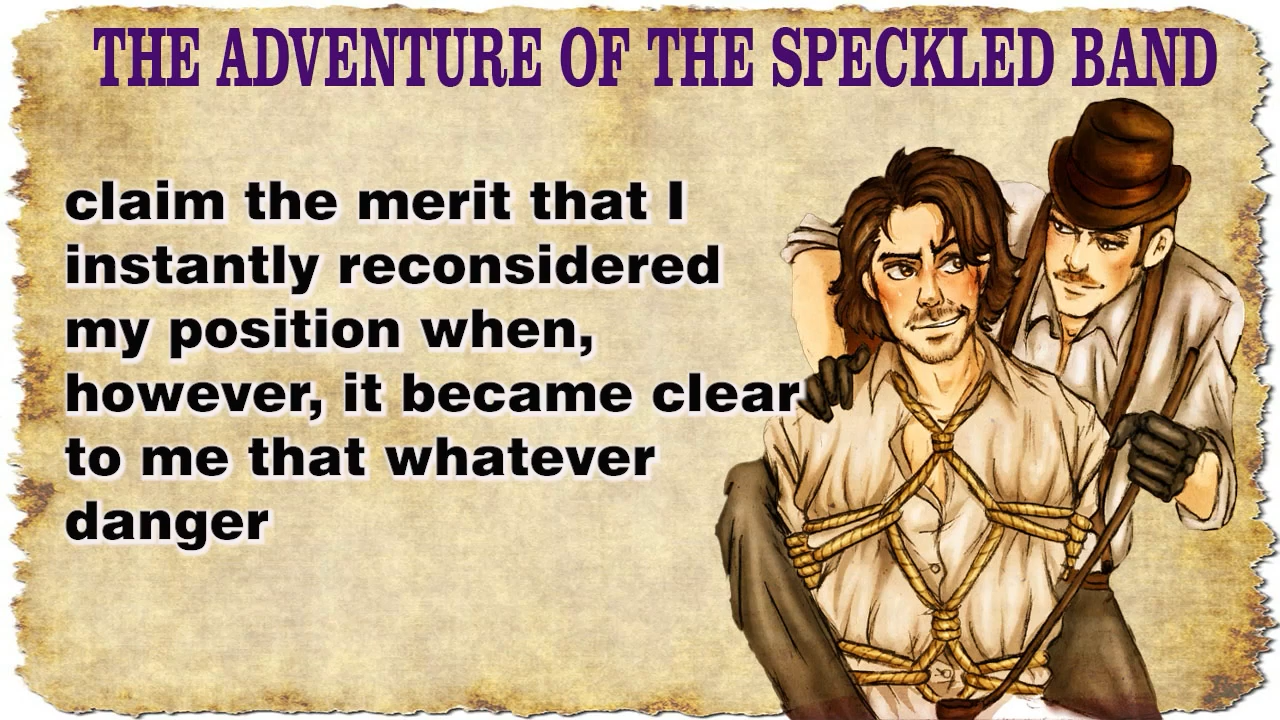 THE ADVENTURE OF THE SPECKLED BAND
claim the merit that I
instantly reconsidered
my position when,
however, it became clear
to me that whatever
danger